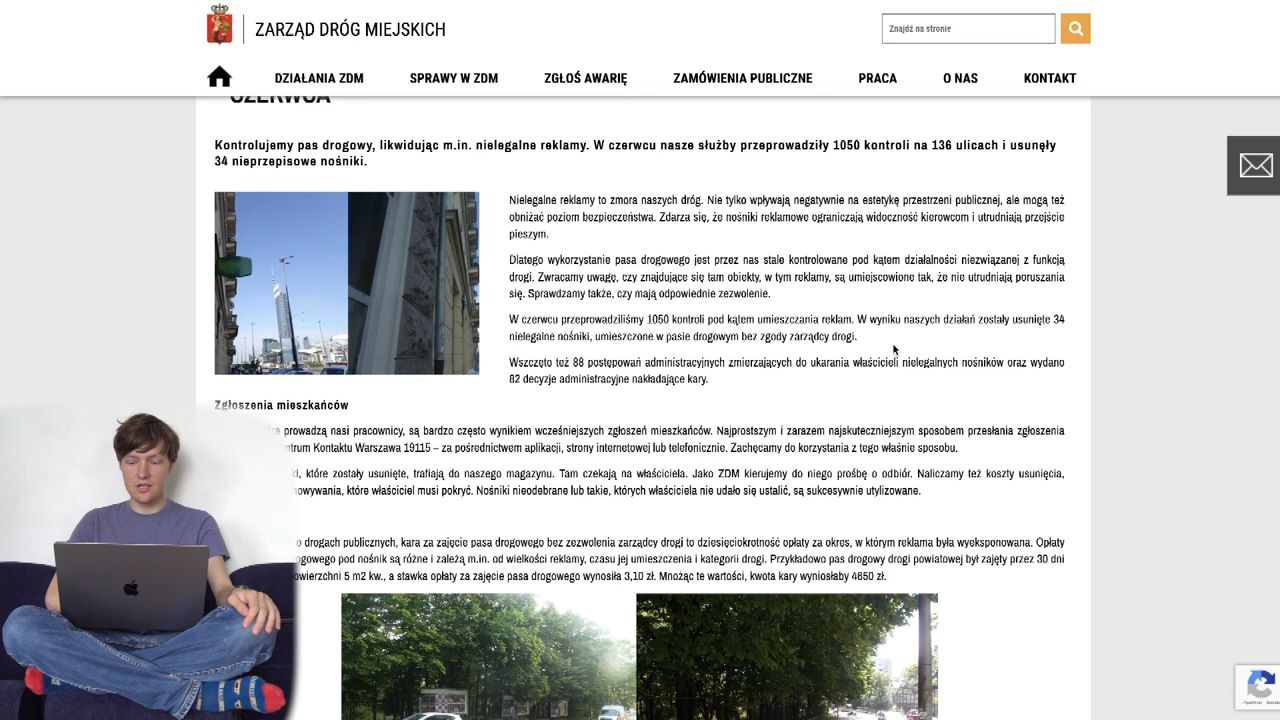 ZARZĄD DRÓG MIEJSKICH
Znajdź na stronie
DZIAŁANIA ZDM
SPRAWY W ZDM
ZGŁOŚ AWARIĘ
ZAMÓWIENIA PUBLICZNE
PRACA
O NAS
KONTAKT
CZERWCA
Kontrolujemy pas drogowy, likwidując m.in. nielegalne reklamy. W czerwcu nasze służby przeprowadziły 1050 kontroli na 136 ulicach i usunęły
34 nieprzepisowe nośniki.
Nielegalne reklamy to zmora naszych dróg. Nie tylko wpływają negatywnie na estetykę przestrzeni publicznej, ale mogą też
obniżać poziom bezpieczeństwa. Zdarza się, że nośniki reklamowe ograniczają widoczność kierowcom i utrudniają przejście
pieszym.
Dlatego wykorzystanie pasa drogowego jest przez nas stale kontrolowane pod kątem działalności niezwiązanej z funkcją
drogi. Zwracamy uwagę, czy znajdujące się tam obiekty, w tym reklamy, są umiejscowione tak, że nie utrudniają poruszania
się. Sprawdzamy także, czy mają odpowiednie zezwolenie.
W czerwcu przeprowadziliśmy 1050 kontroli pod kątem umieszczania reklam. W wyniku naszych działań zostały usunięte 34
nielegalne nośniki, umieszczone w pasie drogowym bez zgody zarządcy drogi.
Wszczęto też 88 postępowań administracyjnych zmierzających do ukarania właścicieli nielegalnych nośników oraz wydano
82 decyzje administracyjne nakładające kary.
Zgłoszenia mieszkańców
prowadzą nasi pracownicy, są bardzo często wynikiem wcześniejszych zgłoszeń mieszkańców. Najprostszym i zarazem najskuteczniejszym sposobem przesłania zgłoszenia
ntrum Kontaktu Warszawa 19115 – za pośrednictwem aplikacji, strony internetowej lub telefonicznie. Zachęcamy do korzystania z tego właśnie sposobu.
ki, które zostały usunięte, trafiają do naszego magazynu. Tam czekają na właściciela. Jako ZDM kierujemy do niego prośbę o odbiór. Naliczamy też koszty usunięcia,
howywania, które właściciel musi pokryć. Nośniki nieodebrane lub takie, których właściciela nie udało się ustalić, są sukcesywnie utylizowane.
o drogach publicznych, kara za zajęcie pasa drogowego bez zezwolenia zarządcy drogi to dziesięciokrotność opłaty za okres, w którym reklama była wyeksponowana. Opłaty
ogowego pod nośnik są różne i zależą m.in. od wielkości reklamy, czasu jej umieszczenia i kategorii drogi. Przykładowo pas drogowy drogi powiatowej był zajęty przez 30 dni
owierzchni 5 m2 kw., a stawka opłaty za zajęcie pasa drogowego wynosiła 3,10 zł. Mnożąc te wartości, kwota kary wyniosłaby 4850 zł.